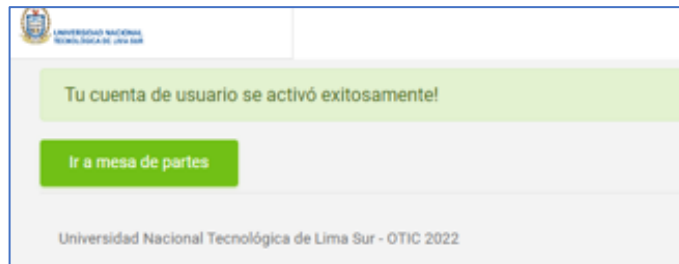 UNIVERSIDAD NACIONAL
TECNOLÓGICA DE LIMA SUR
Tu cuenta de usuario se activó exitosamente!
Ir a mesa de partes
Universidad Nacional Tecnológica de Lima Sur - OTIC 2022